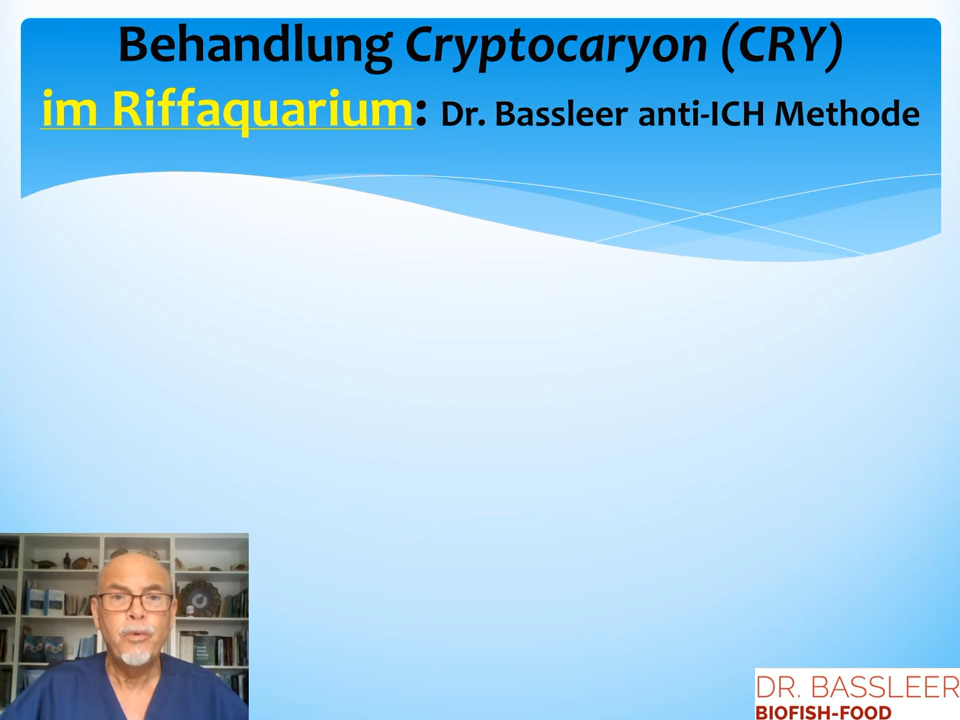 Behandlung Cryptocaryon (CRY)
im Riffaquarium: Dr. Bassleer anti-ICH Methode
DR. BASSLEER
BIOFISH-FOOD